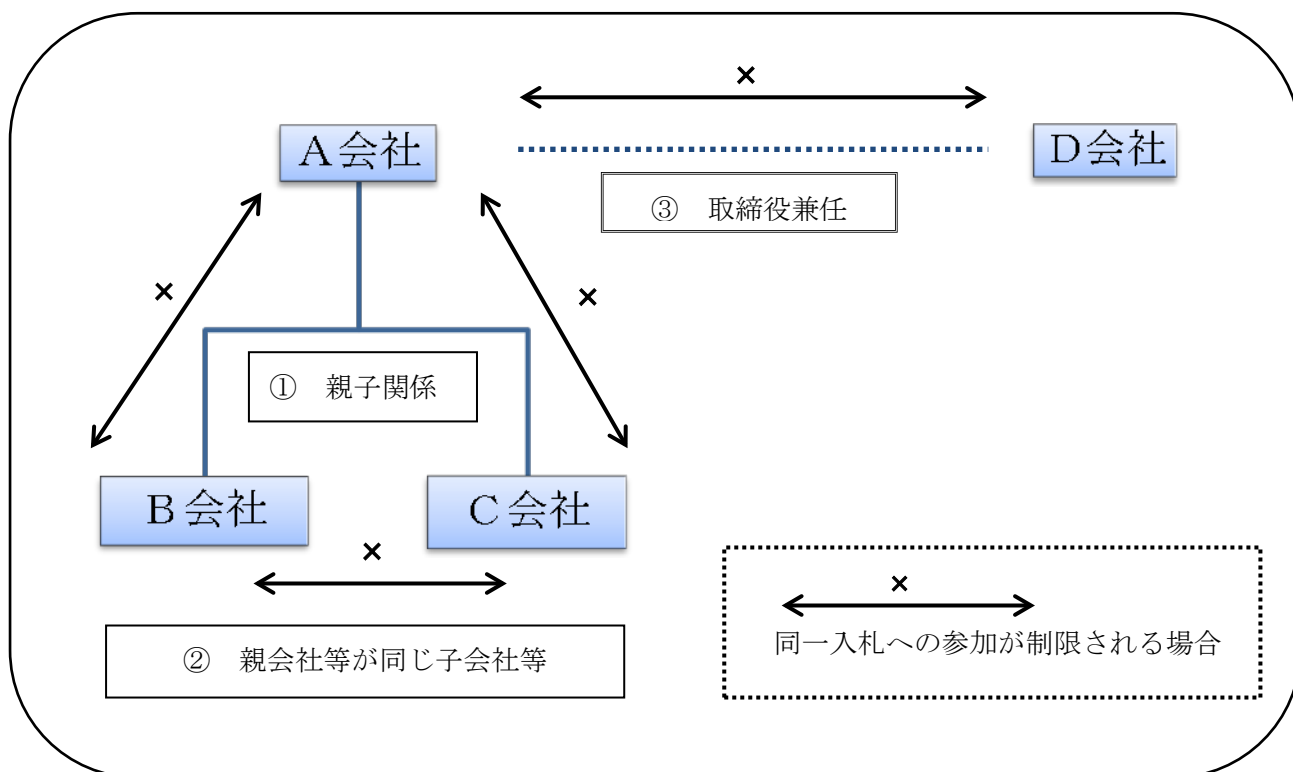 ×
A会社
D会社
③　取締役兼任
×
×
①　親子関係
B会社
C会社
×
②　親会社等が同じ子会社等
×
同一入札への参加が制限される場合